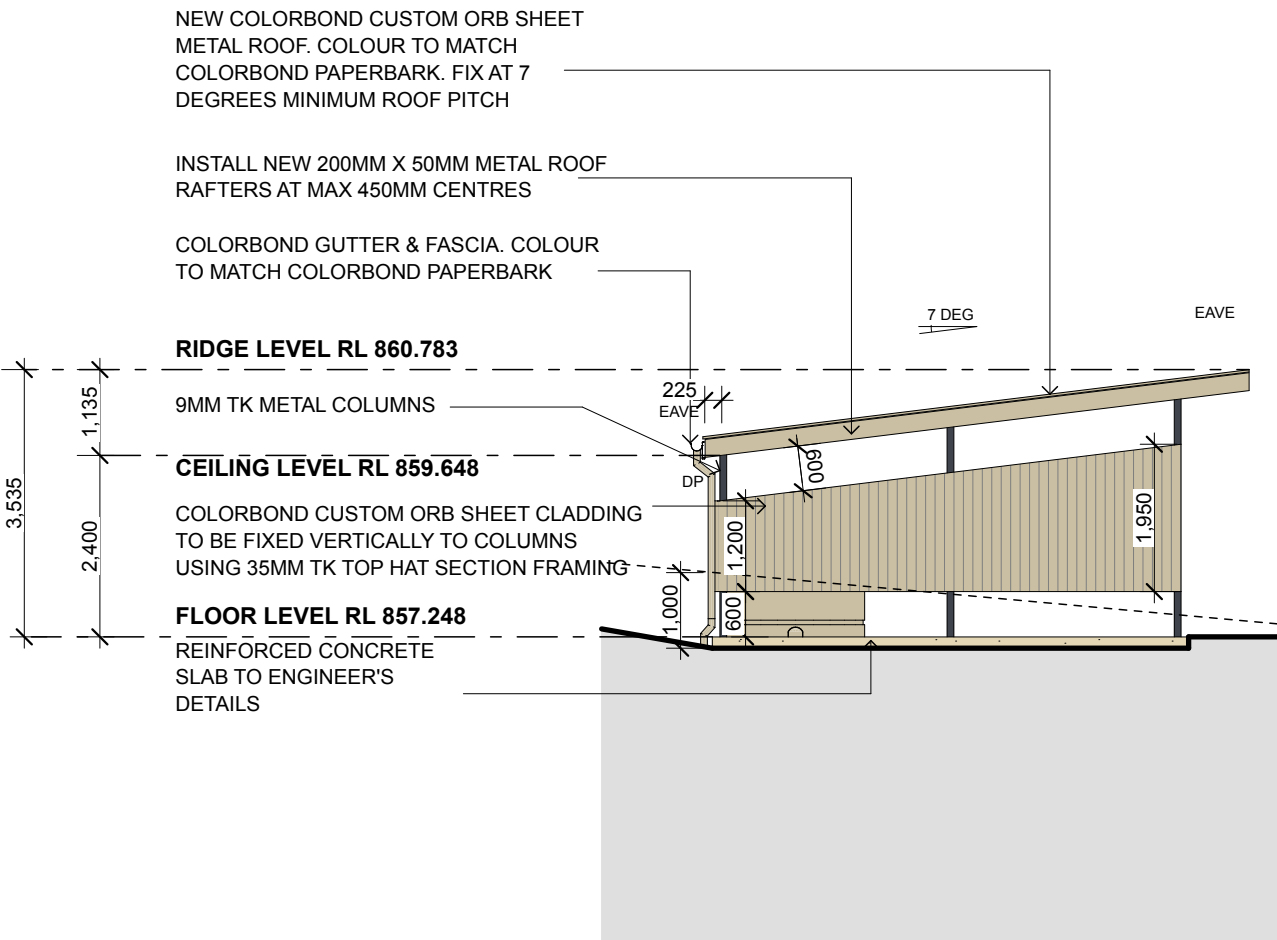 NEW COLORBOND CUSTOM ORB SHEET
METAL ROOF. COLOUR TO MATCH
COLORBOND PAPERBARK. FIX AT 7
DEGREES MINIMUM ROOF PITCH
INSTALL NEW 200MM X 50MM METAL ROOF
RAFTERS AT MAX 450MM CENTRES
COLORBOND GUTTER & FASCIA. COLOUR
TO MATCH COLORBOND PAPERBARK
7 DEG
EAVE
RIDGE LEVEL RL 860.783
225
EAVE
9MM TK METAL COLUMNS
1,135
CEILING LEVEL RL 859.648
DP
600
3,535
2,400
COLORBOND CUSTOM ORB SHEET CLADDING
TO BE FIXED VERTICALLY TO COLUMNS
USING 35MM TK TOP HAT SECTION FRAMING
1,200
1,950
1,000
600
FLOOR LEVEL RL 857.248
REINFORCED CONCRETE
SLAB TO ENGINEER'S
DETAILS